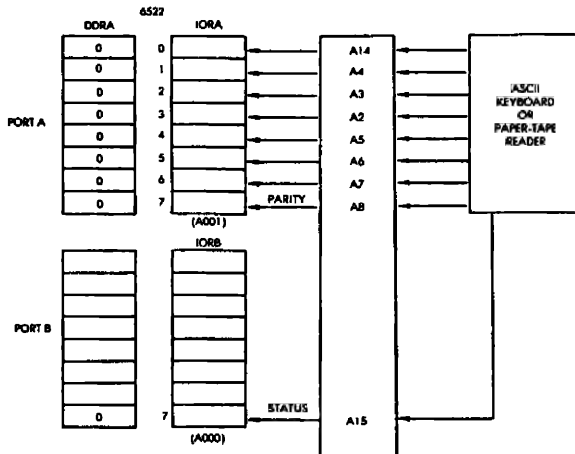 6522
DDRA IORA
PORT A
0 0 A14
0 1 A4
0 2 A3
0 3 A2
0 4 A5
0 5 A6
0 6 A7
0 7 PARITY A8
(A001)
ASCII
KEYBOARD
OR
PAPER-TAPE
READER
IORB
PORT B
0 7 STATUS A15
(A000)